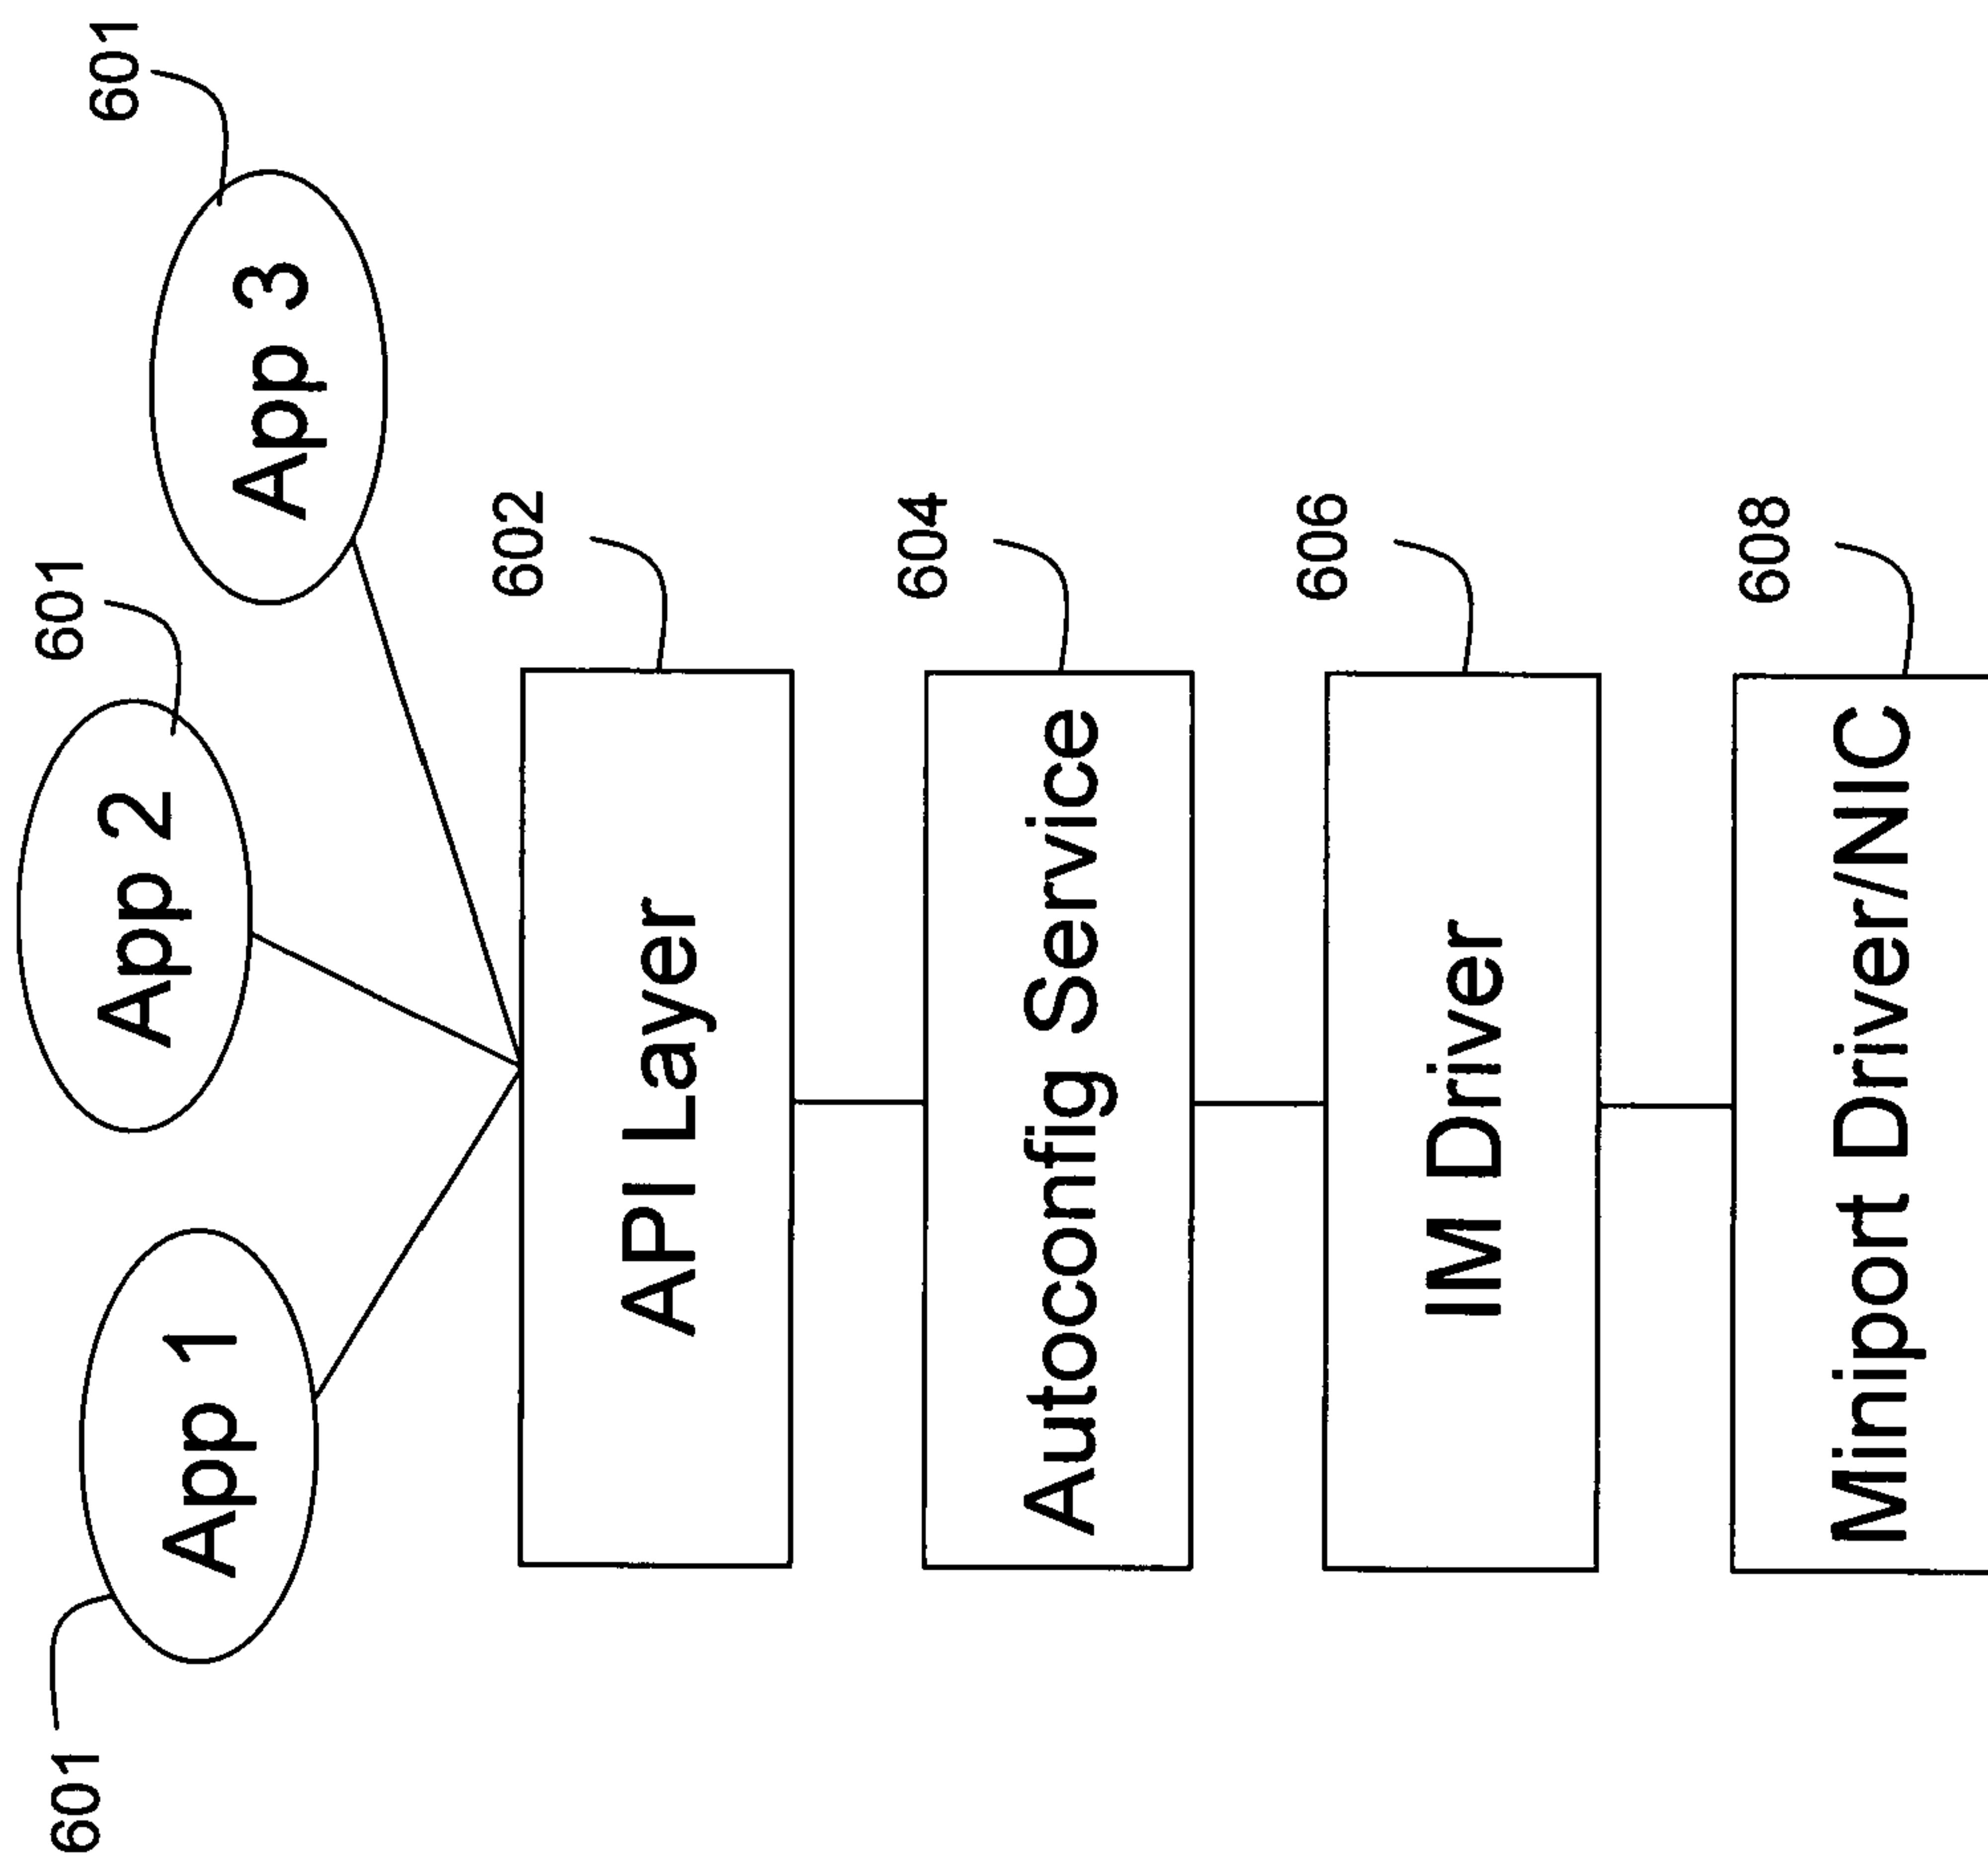 601
App 1
601
App 2
601
App 3
602
API Layer
604
Autoconfig Service
606
IM Driver
608
Miniport Driver/NIC